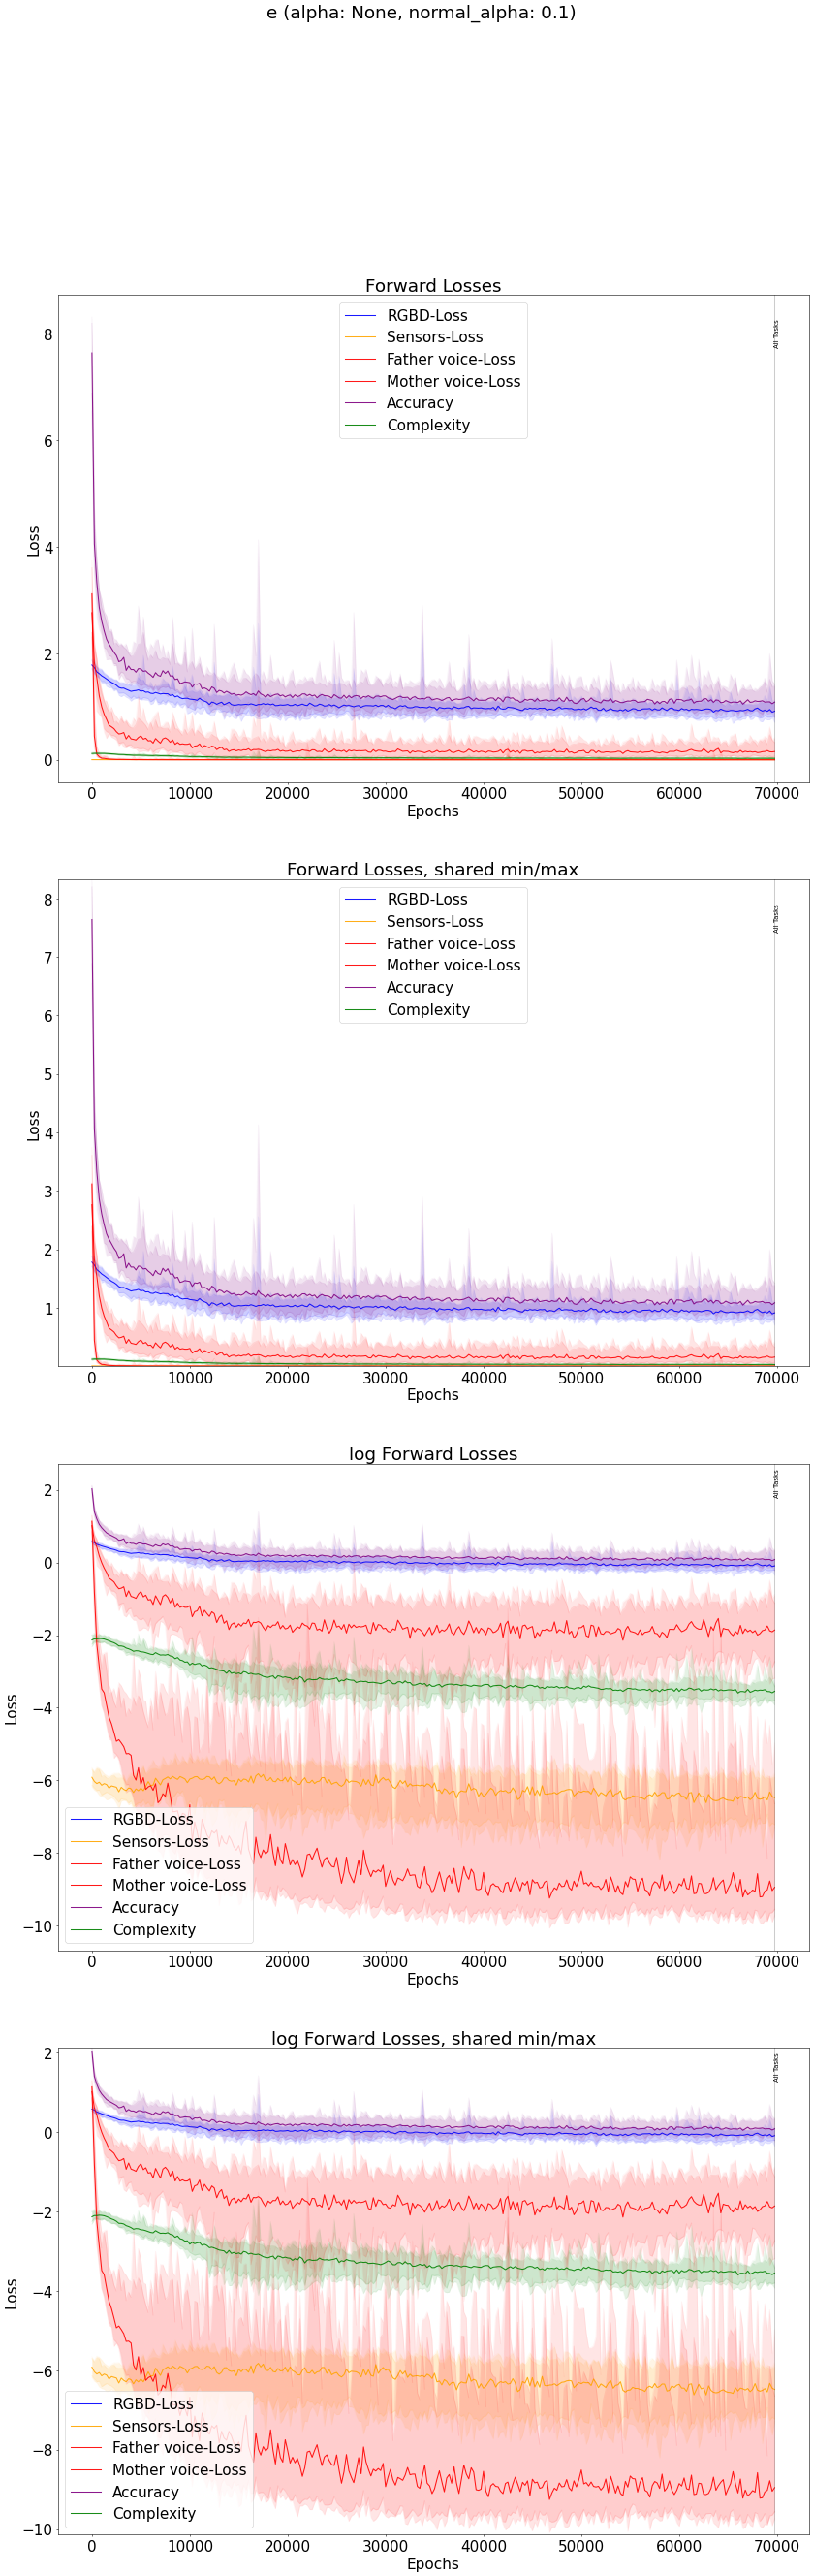 e (alpha: None, normal_alpha: 0.1)
Forward Losses
RGBD-Loss
Sensors-Loss
Father voice-Loss
Mother voice-Loss
Accuracy
Complexity
All Tasks
8
6
4
2
0
Loss
0 10000 20000 30000 40000 50000 60000 70000
Epochs
Forward Losses, shared min/max
RGBD-Loss
Sensors-Loss
Father voice-Loss
Mother voice-Loss
Accuracy
Complexity
All Tasks
8
7
6
5
4
3
2
1
Loss
0 10000 20000 30000 40000 50000 60000 70000
Epochs
log Forward Losses
All Tasks
2
0
−2
−4
−6
−8
−10
Loss
RGBD-Loss
Sensors-Loss
Father voice-Loss
Mother voice-Loss
Accuracy
Complexity
0 10000 20000 30000 40000 50000 60000 70000
Epochs
log Forward Losses, shared min/max
All Tasks
2
0
−2
−4
−6
−8
−10
Loss
RGBD-Loss
Sensors-Loss
Father voice-Loss
Mother voice-Loss
Accuracy
Complexity
0 10000 20000 30000 40000 50000 60000 70000
Epochs